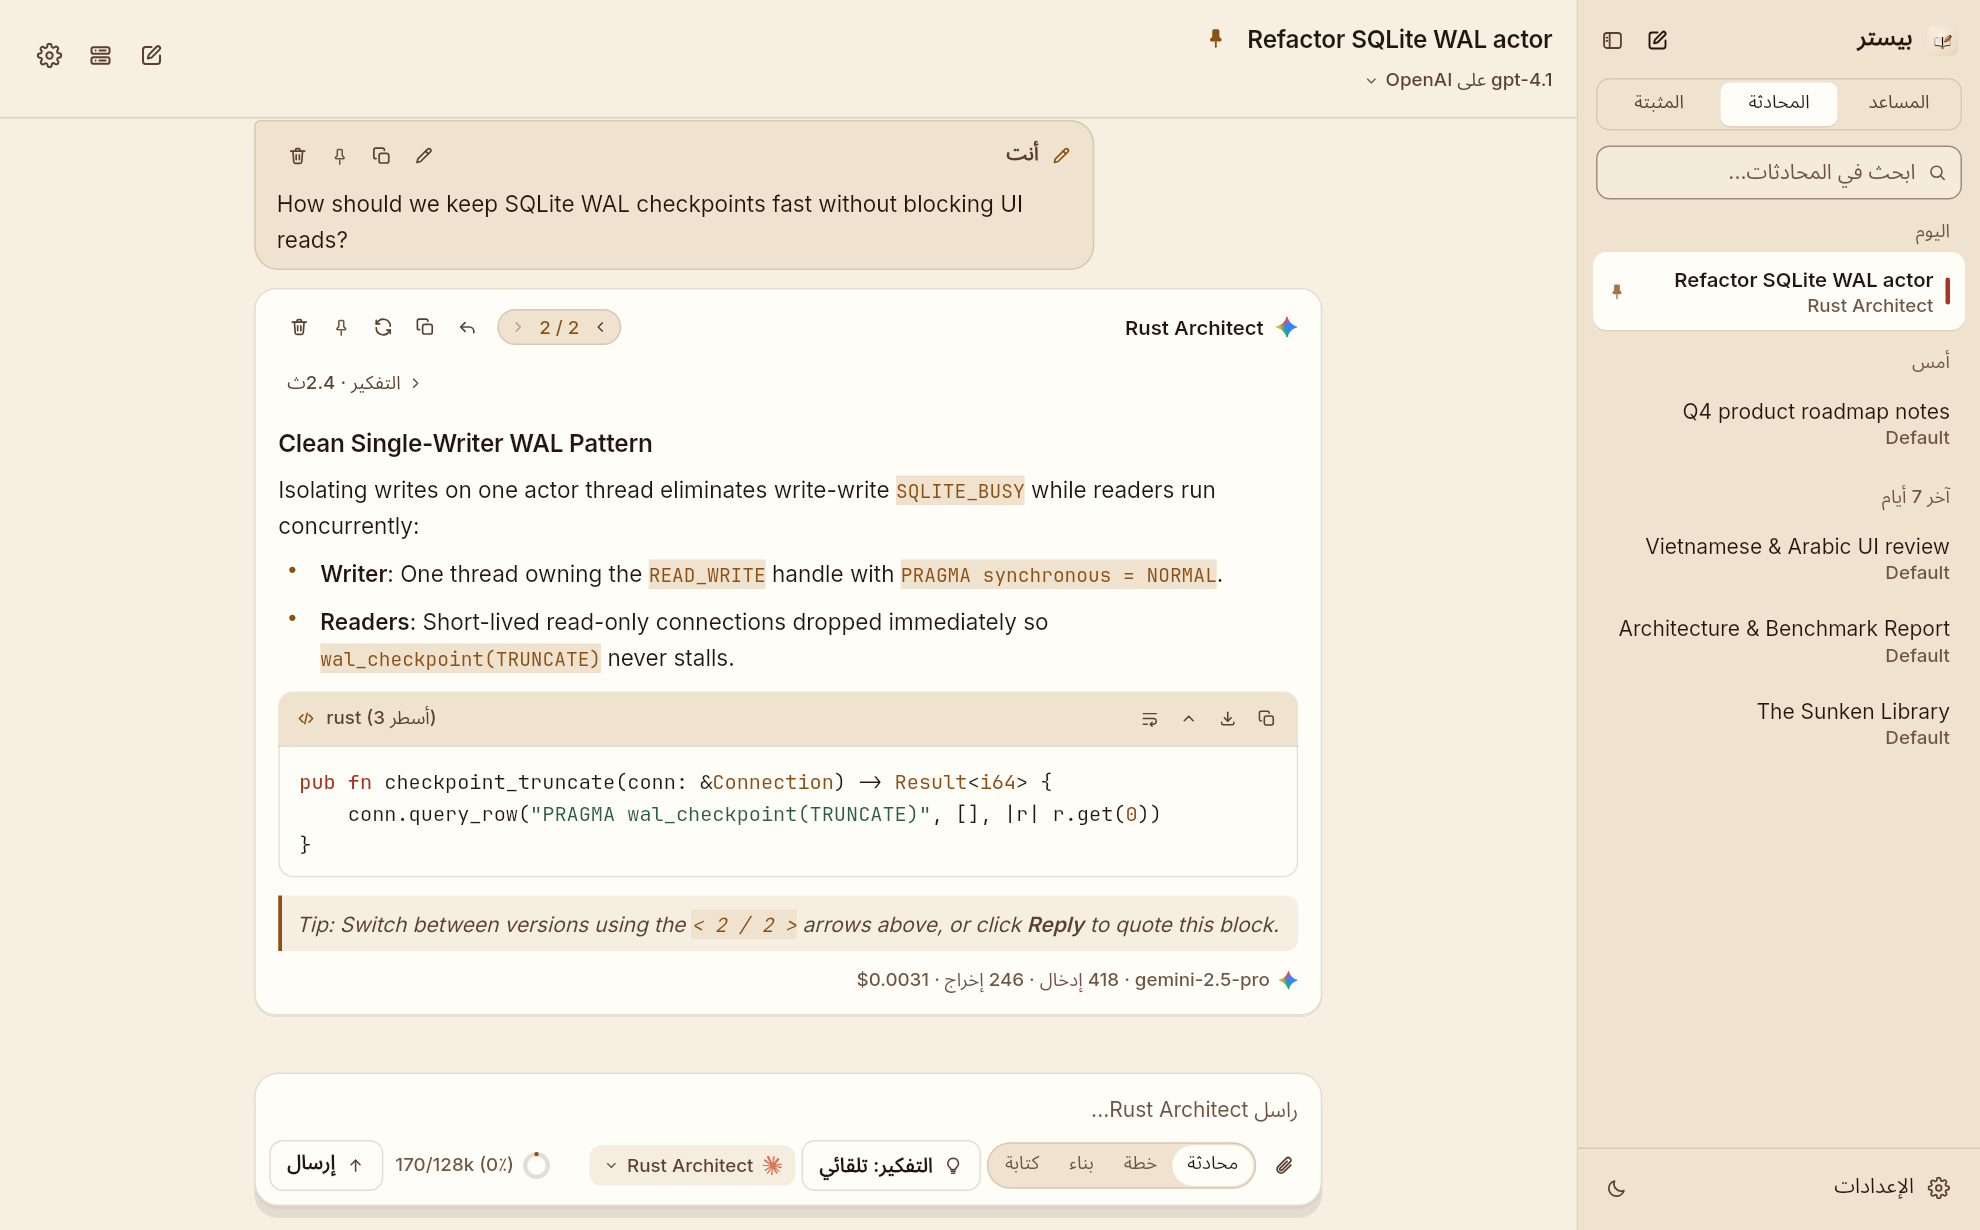 بيستر
المساعد
المحادثة
المثبتة
ابحث في المحادثات...
اليوم
Refactor SQLite WAL actor
Rust Architect
أمس
Q4 product roadmap notes
Default
آخر 7 أيام
Vietnamese & Arabic UI review
Default
Architecture & Benchmark Report
Default
The Sunken Library
Default
الإعدادات
Refactor SQLite WAL actor
gpt-4.1 على OpenAI
أنت
How should we keep SQLite WAL checkpoints fast without blocking UI
reads?
Rust Architect
2 / 2
التفكير · 2.4ث
Clean Single-Writer WAL Pattern
Isolating writes on one actor thread eliminates write-write SQLITE_BUSY while readers run
concurrently:
• Writer: One thread owning the READ_WRITE handle with PRAGMA synchronous = NORMAL.
• Readers: Short-lived read-only connections dropped immediately so
wal_checkpoint(TRUNCATE) never stalls.
rust (3 أسطر)
pub fn checkpoint_truncate(conn: &Connection) -> Result<i64> {
    conn.query_row("PRAGMA wal_checkpoint(TRUNCATE)", [], |r| r.get(0))
}
Tip: Switch between versions using the < 2 / 2 > arrows above, or click Reply to quote this block.
gemini-2.5-pro · 418 إدخال · 246 إخراج · $0.0031
راسل Rust Architect...
محادثة
خطة
بناء
كتابة
التفكير: تلقائي
Rust Architect
170/128k (0٪)
إرسال